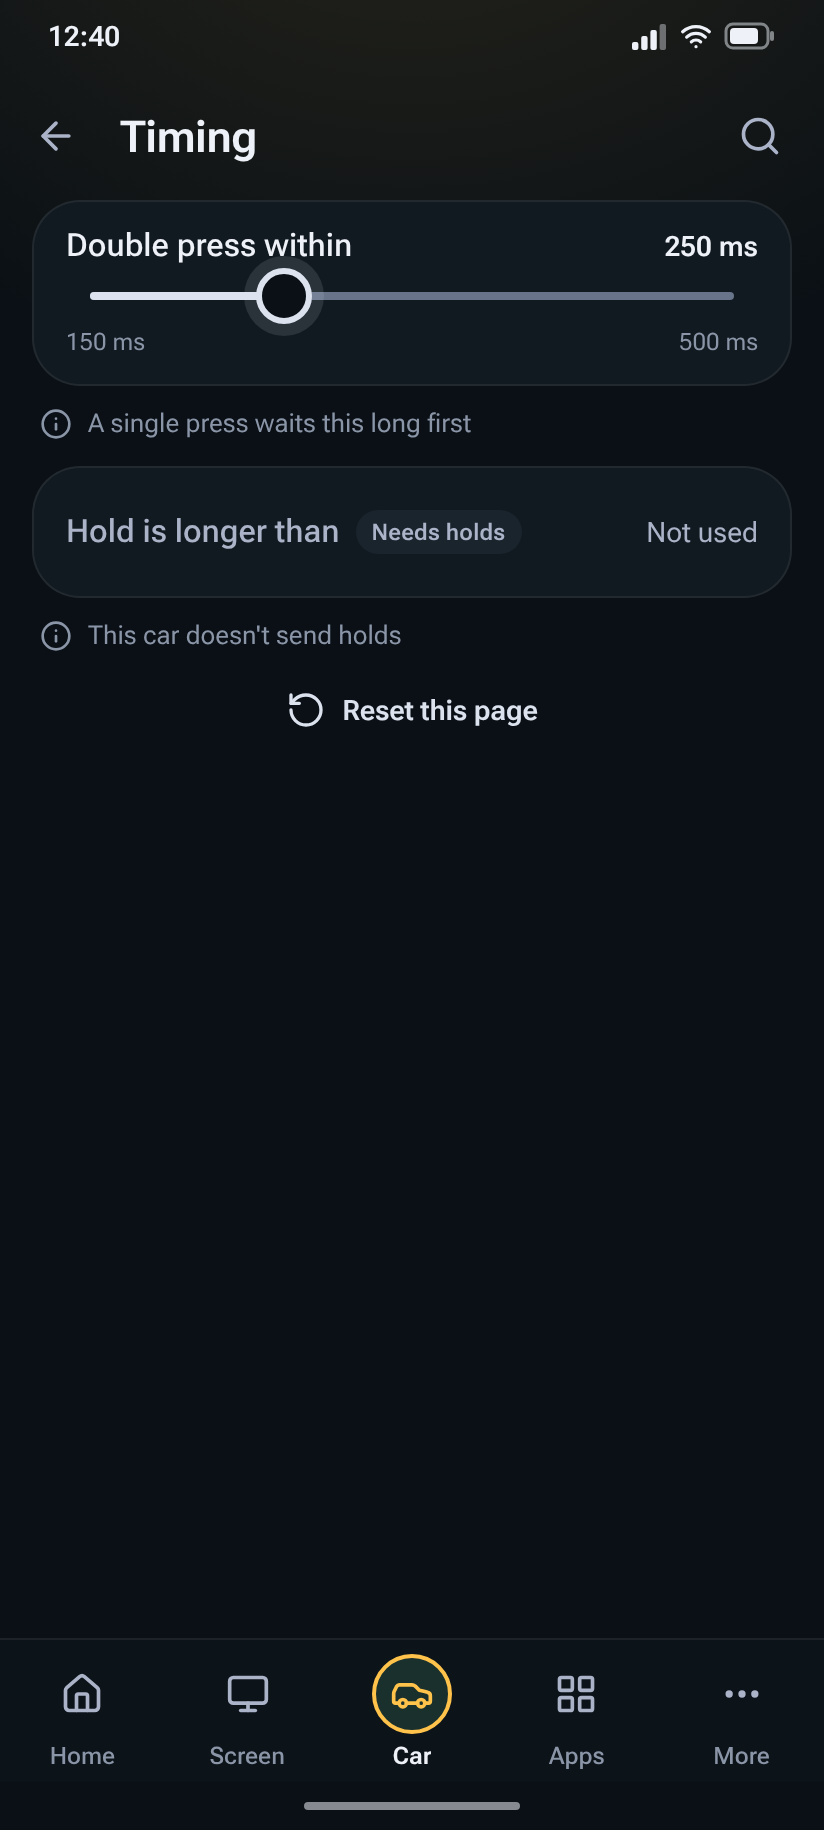 12:40
Timing
Double press within 250 ms
150 ms 500 ms
A single press waits this long first
Hold is longer than Needs holds Not used
This car doesn't send holds
Reset this page
Home Screen Car Apps More